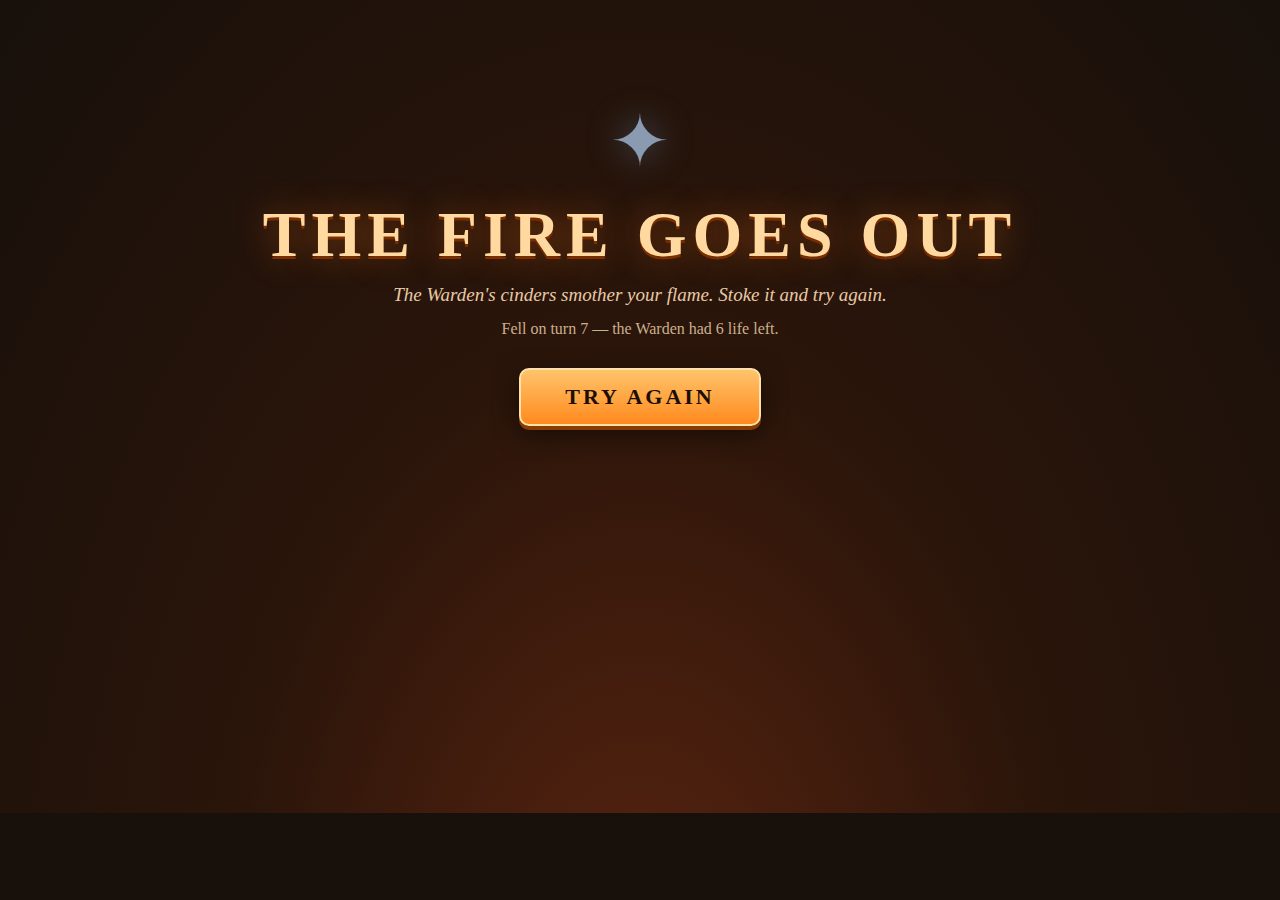 THE FIRE GOES OUT
The Warden's cinders smother your flame. Stoke it and try again.
Fell on turn 7 — the Warden had 6 life left.
TRY AGAIN